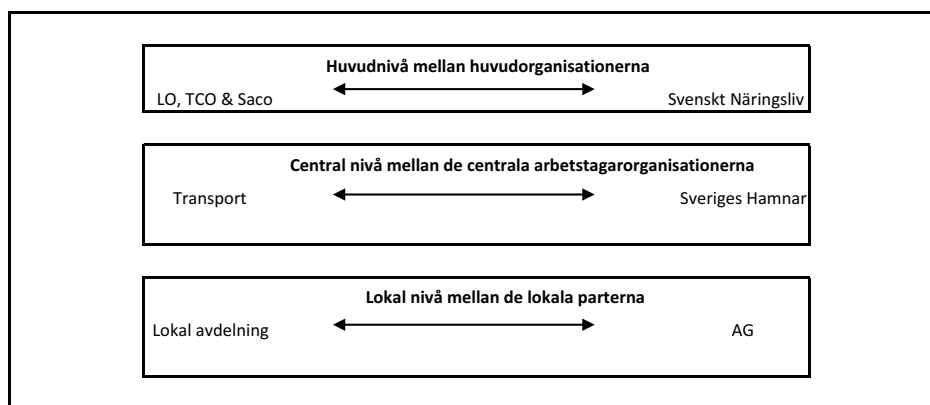 Huvudnivå mellan huvudorganisationerna
LO, TCO & Saco Svenskt Näringsliv
Central nivå mellan de centrala arbetstagarorganisationerna
Transport Sveriges Hamnar
Lokal nivå mellan de lokala parterna
Lokal avdelning AG